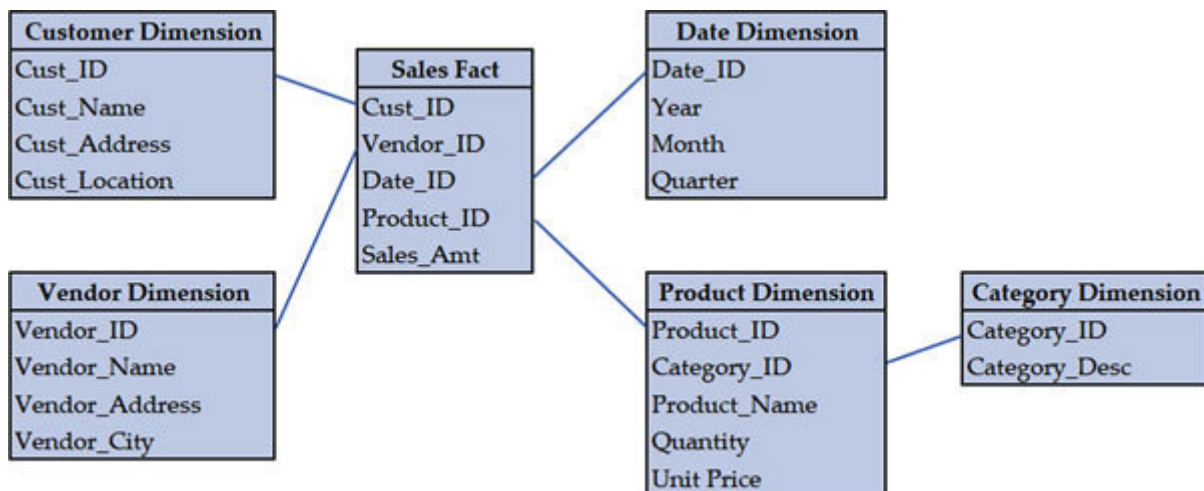 Customer Dimension
Cust_ID
Cust_Name
Cust_Address
Cust_Location
Sales Fact
Cust_ID
Vendor_ID
Date_ID
Product_ID
Sales_Amt
Date Dimension
Date_ID
Year
Month
Quarter
Vendor Dimension
Vendor_ID
Vendor_Name
Vendor_Address
Vendor_City
Product Dimension
Product_ID
Category_ID
Product_Name
Quantity
Unit Price
Category Dimension
Category_ID
Category_Desc